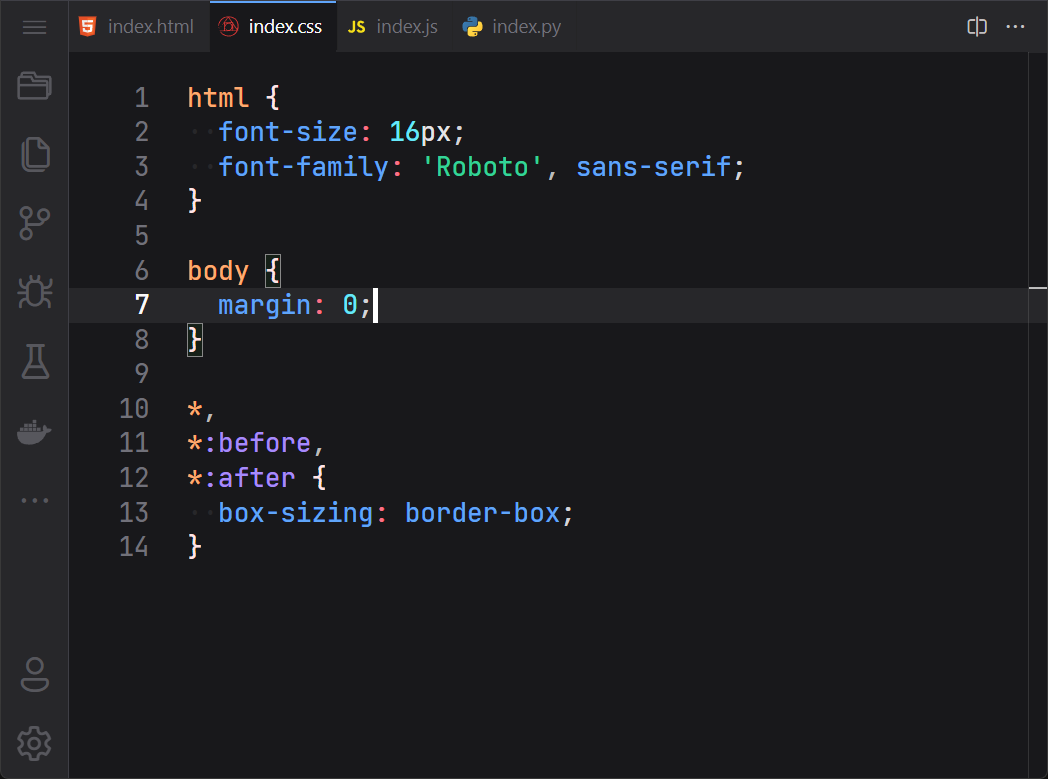 index.html index.css JS index.js index.py
1 html {
2 font-size: 16px;
3 font-family: 'Roboto', sans-serif;
4 }
5
6 body {
7 margin: 0;
8 }
9
10 *,
11 *:before,
12 *:after {
13 box-sizing: border-box;
14 }